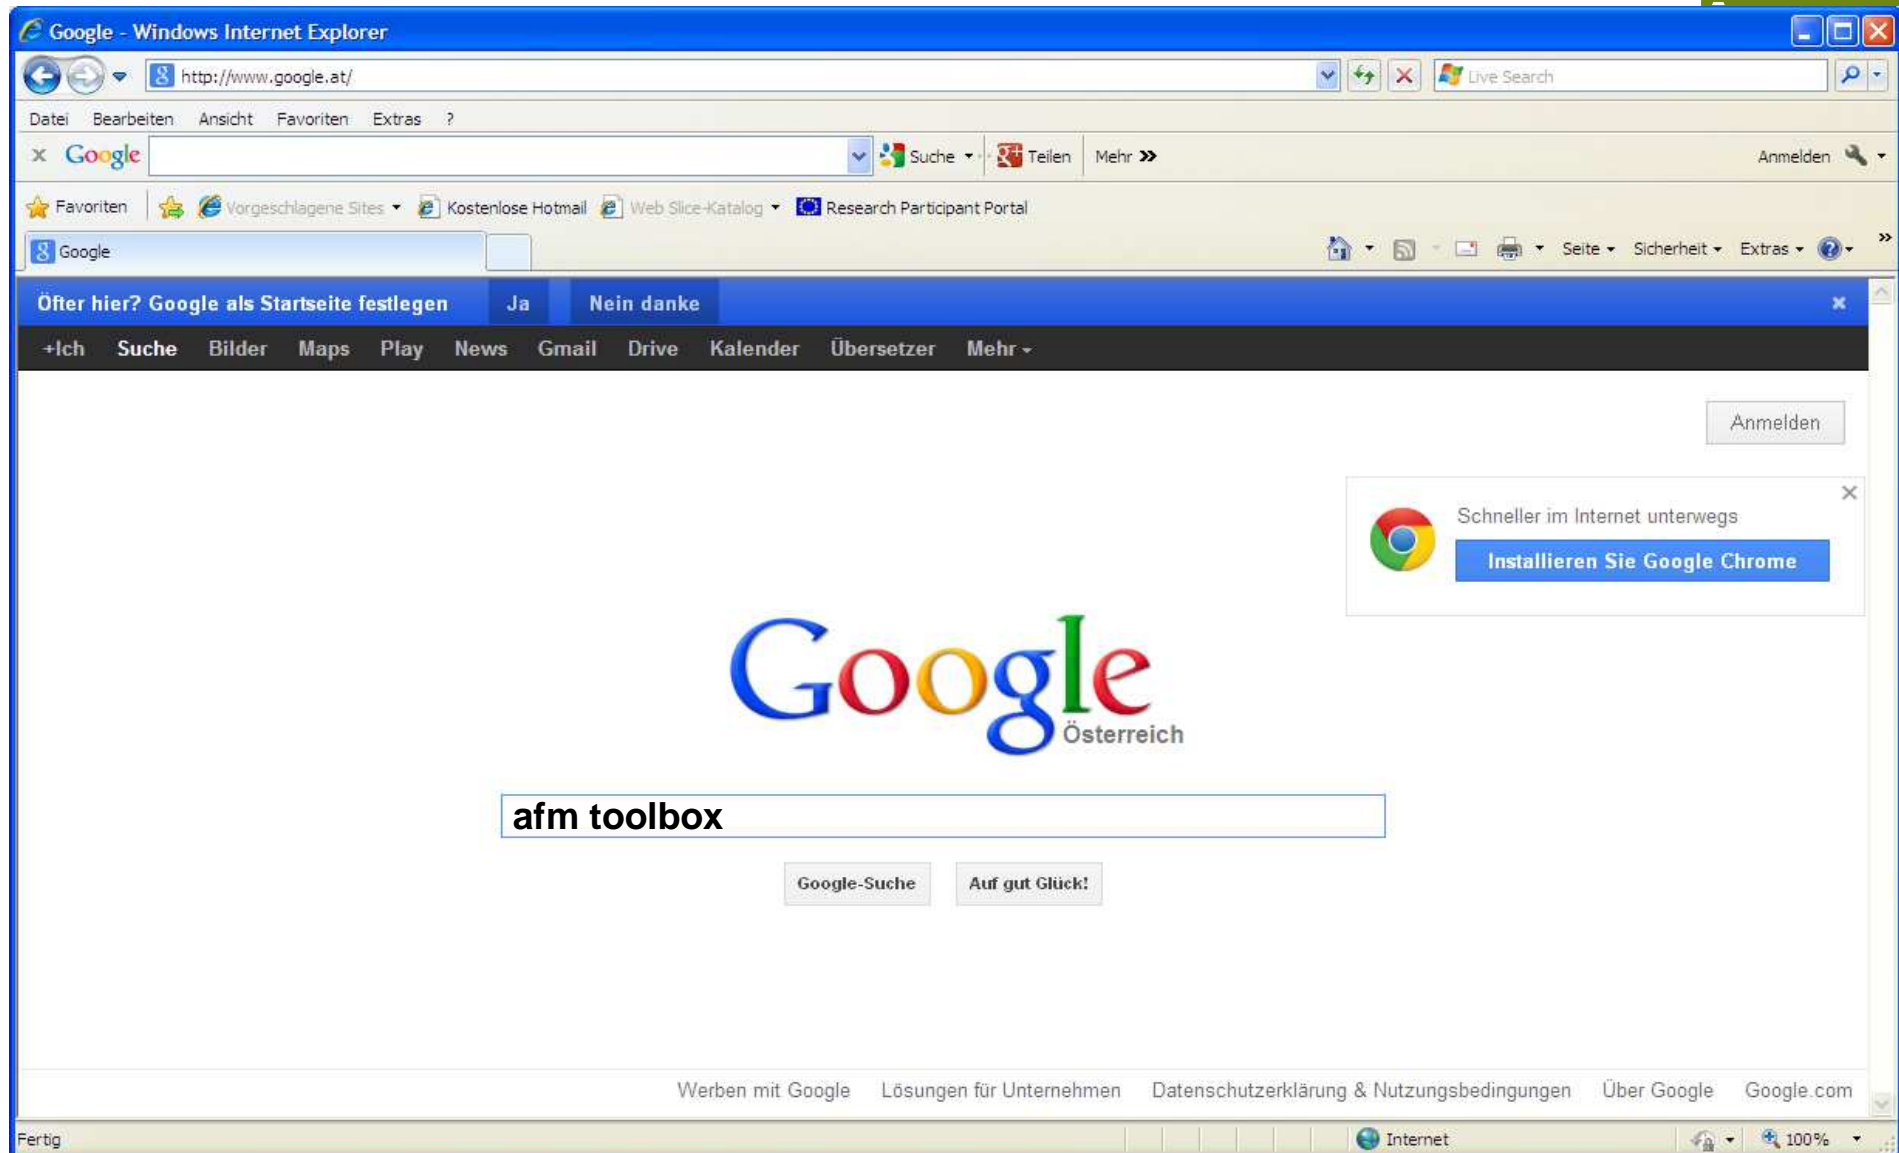 Google - Windows Internet Explorer
http://www.google.at/
Live Search
Datei Bearbeiten Ansicht Favoriten Extras ?
x Google Suche Teilen Mehr » Anmelden
Favoriten Vorgeschlagene Sites Kostenlose Hotmail Web Slice-Katalog Research Participant Portal
Google Seite Sicherheit Extras »
Öfter hier? Google als Startseite festlegen Ja Nein danke
+Ich Suche Bilder Maps Play News Gmail Drive Kalender Übersetzer Mehr
Anmelden
Schneller im Internet unterwegs
Installieren Sie Google Chrome
Google
Österreich
afm toolbox
Google-Suche Auf gut Glück!
Werben mit Google Lösungen für Unternehmen Datenschutzerklärung & Nutzungsbedingungen Über Google Google.com
Fertig Internet 100%